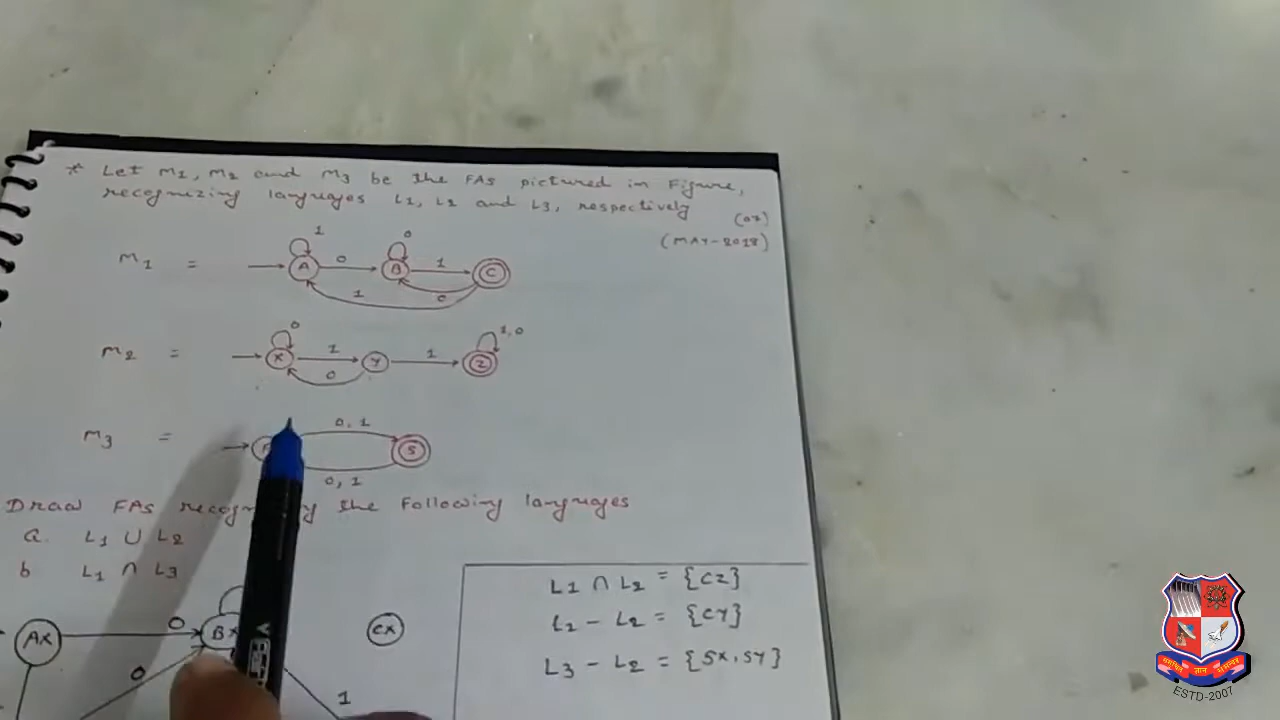 * Let M1, M2 and M3 be the FAs pictured in Figure,
recognizing languages L1, L2 and L3, respectively
(07)
(MAY-2018)
M1 =
1
0
A
0
B
1
C
0
1
M2 =
0
1,0
X
1
Y
1
Z
0
M3 =
0, 1
S
0, 1
Draw FAs the following languages
a. L1 ∪ L2
b L1 ∩ L3
L1 ∩ L2 = {CZ}
L1 - L2 = {CY}
L3 - L2 = {SX, SY}
AX
0
BX
CX
0
1
ESTD-2007